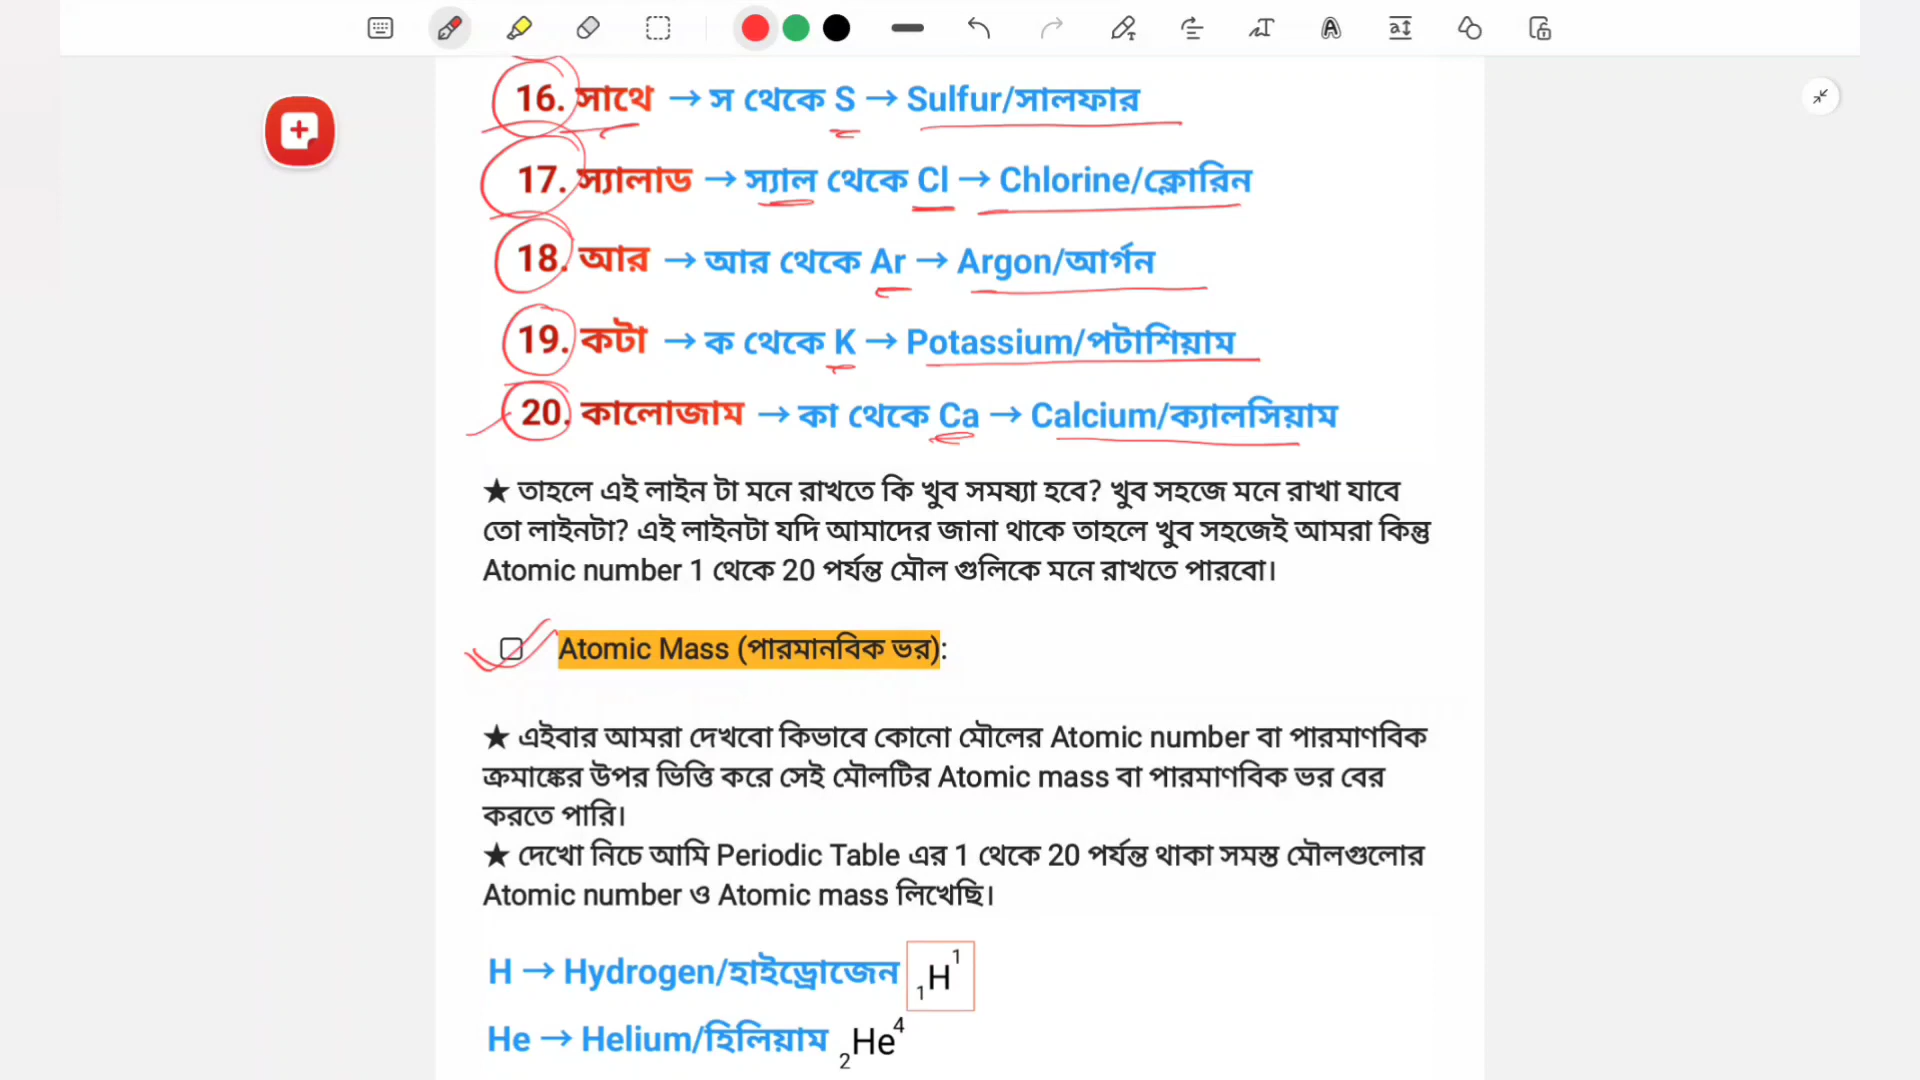 16. সাথে → স থেকে S → Sulfur/সালফার
17. স্যালাড → স্যাল থেকে Cl → Chlorine/ক্লোরিন
18. আর → আর থেকে Ar → Argon/আর্গন
19. কটা → ক থেকে K → Potassium/পটাশিয়াম
20. কালোজাম → কা থেকে Ca → Calcium/ক্যালসিয়াম
★ তাহলে এই লাইন টা মনে রাখতে কি খুব সমষ্যা হবে? খুব সহজে মনে রাখা যাবে
তো লাইনটা? এই লাইনটা যদি আমাদের জানা থাকে তাহলে খুব সহজেই আমরা কিন্তু
Atomic number 1 থেকে 20 পর্যন্ত মৌল গুলিকে মনে রাখতে পারবো।
Atomic Mass (পারমানবিক ভর):
★ এইবার আমরা দেখবো কিভাবে কোনো মৌলের Atomic number বা পারমাণবিক
ক্রমাঙ্কের উপর ভিত্তি করে সেই মৌলটির Atomic mass বা পারমাণবিক ভর বের
করতে পারি।
★ দেখো নিচে আমি Periodic Table এর 1 থেকে 20 পর্যন্ত থাকা সমস্ত মৌলগুলোর
Atomic number ও Atomic mass লিখেছি।
H → Hydrogen/হাইড্রোজেন ₁H¹
He → Helium/হিলিয়াম ₂He⁴